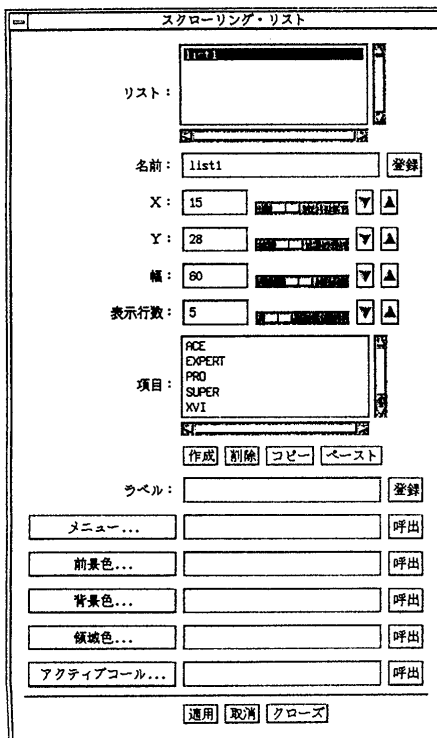 スクローリング・リスト
リスト: list1
名前: list1 登録
X: 15
Y: 28
幅: 60
表示行数: 5
項目: ACE
EXPERT
PRO
SUPER
XVI
作成 削除 コピー ペースト
ラベル: 登録
メニュー... 呼出
前景色... 呼出
背景色... 呼出
領域色... 呼出
アクティブコール... 呼出
適用 取消 クローズ